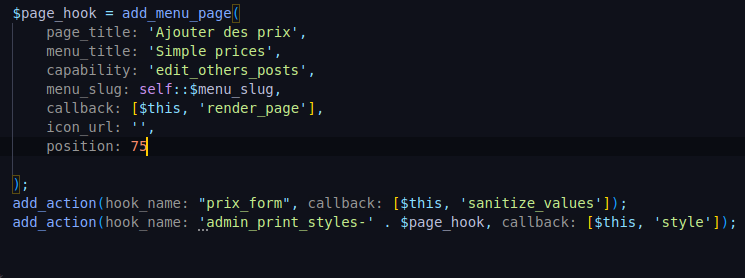 $page_hook = add_menu_page(
page_title: 'Ajouter des prix',
menu_title: 'Simple prices',
capability: 'edit_others_posts',
menu_slug: self::$menu_slug,
callback: [$this, 'render_page'],
icon_url: '',
position: 75
);
add_action(hook_name: "prix_form", callback: [$this, 'sanitize_values']);
add_action(hook_name: 'admin_print_styles-' . $page_hook, callback: [$this, 'style']);